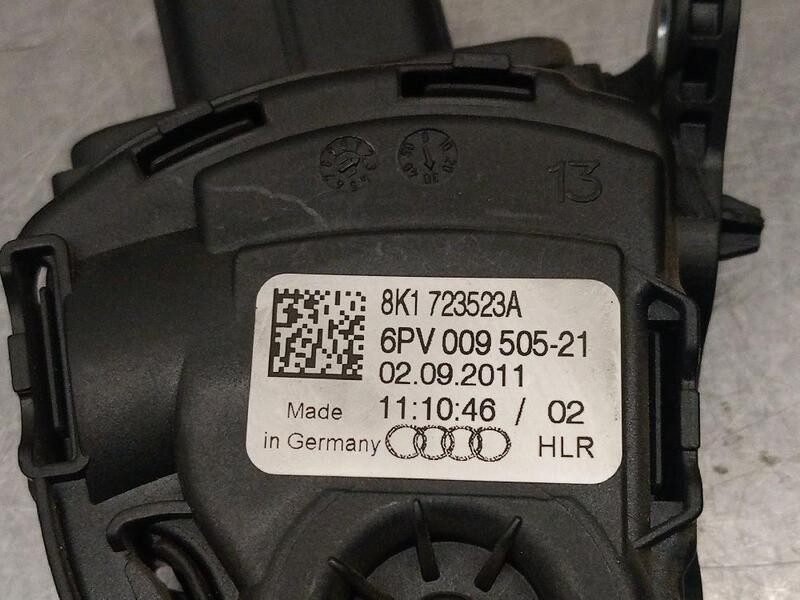 13
8K1 723523A
6PV 009 505-21
02.09.2011
Made 11:10:46 / 02
in Germany HLR